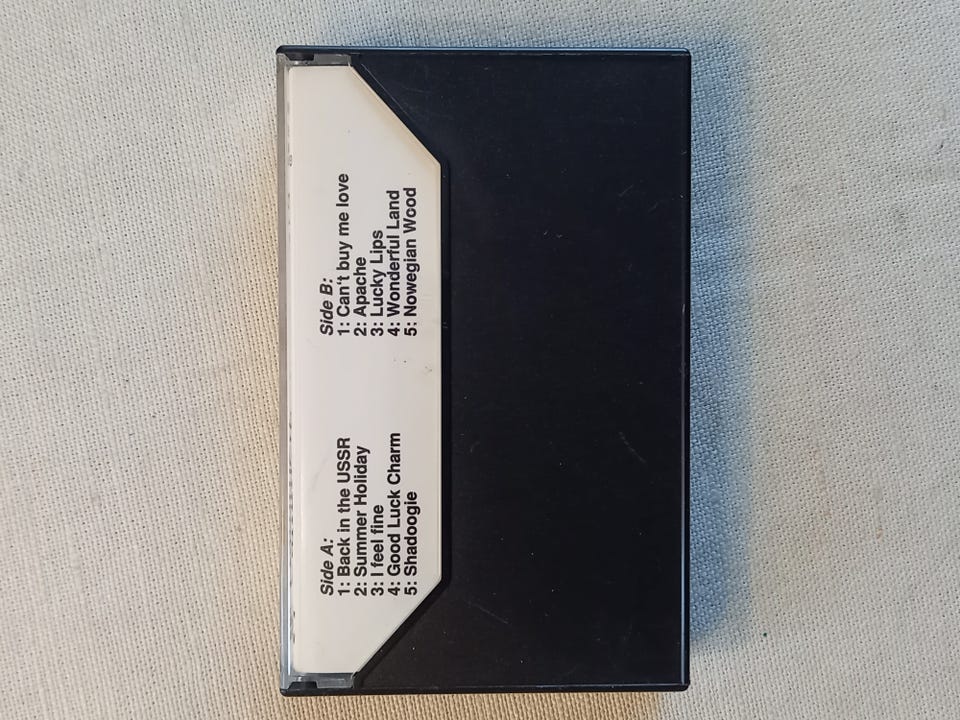 Side A:
1: Back in the USSR
2: Summer Holiday
3: I feel fine
4: Good Luck Charm
5: Shadoogie
Side B:
1: Can't buy me love
2: Apache
3: Lucky Lips
4: Wonderful Land
5: Nowegian Wood